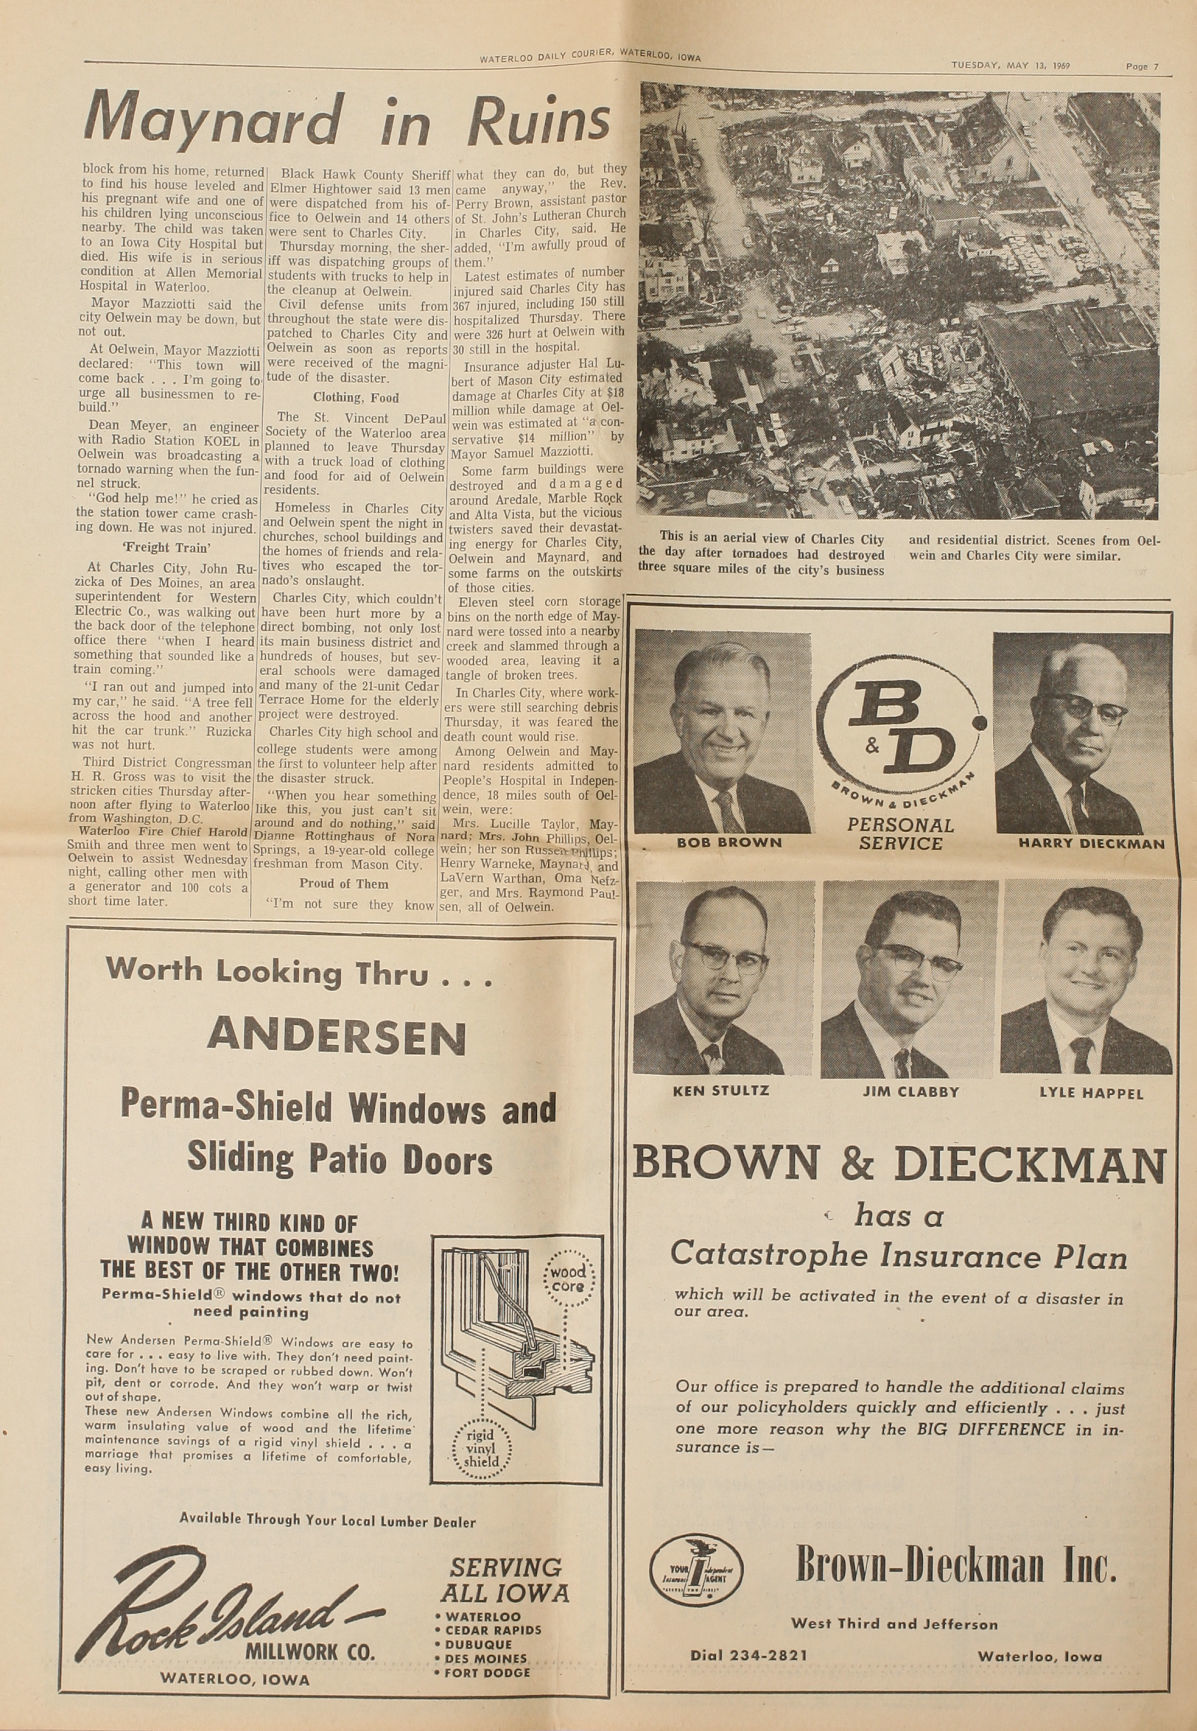 WATERLOO DAILY COURIER, WATERLOO, IOWA
TUESDAY, MAY 13, 1969
Page 7
Maynard in Ruins
block from his home, returned
to find his house leveled and
his pregnant wife and one of
his children lying unconscious
nearby. The child was taken
to an Iowa City Hospital but
died. His wife is in serious
condition at Allen Memorial
Hospital in Waterloo.
Mayor Mazziotti said the
city Oelwein may be down, but
not out.
At Oelwein, Mayor Mazziotti
declared: "This town will
come back . . . I'm going to
urge all businessmen to re-
build."
Dean Meyer, an engineer
with Radio Station KOEL in
Oelwein was broadcasting a
tornado warning when the fun-
nel struck.
"God help me!" he cried as
the station tower came crash-
ing down. He was not injured.
'Freight Train'
At Charles City, John Ru-
zicka of Des Moines, an area
superintendent for Western
Electric Co., was walking out
the back door of the telephone
office there "when I heard
something that sounded like a
train coming."
"I ran out and jumped into
my car," he said. "A tree fell
across the hood and another
hit the car trunk." Ruzicka
was not hurt.
Third District Congressman
H. R. Gross was to visit the
stricken cities Thursday after-
noon after flying to Waterloo
from Washington, D.C.
Waterloo Fire Chief Harold
Smith and three men went to
Oelwein to assist Wednesday
night, calling other men with
a generator and 100 cots a
short time later.
Black Hawk County Sheriff
Elmer Hightower said 13 men
were dispatched from his of-
fice to Oelwein and 14 others
were sent to Charles City.
Thursday morning, the sher-
iff was dispatching groups of
students with trucks to help in
the cleanup at Oelwein.
Civil defense units from
throughout the state were dis-
patched to Charles City and
Oelwein as soon as reports
were received of the magni-
tude of the disaster.
Clothing, Food
The St. Vincent DePaul
Society of the Waterloo area
planned to leave Thursday
with a truck load of clothing
and food for aid of Oelwein
residents.
Homeless in Charles City
and Oelwein spent the night in
churches, school buildings and
the homes of friends and rela-
tives who escaped the tor-
nado's onslaught.
Charles City, which couldn't
have been hurt more by a
direct bombing, not only lost
its main business district and
hundreds of houses, but sev-
eral schools were damaged
and many of the 21-unit Cedar
Terrace Home for the elderly
project were destroyed.
Charles City high school and
college students were among
the first to volunteer help after
the disaster struck.
"When you hear something
like this, you just can't sit
around and do nothing," said
Dianne Rottinghaus of Nora
Springs, a 19-year-old college
freshman from Mason City.
Proud of Them
"I'm not sure they know
what they can do, but they
came anyway," the Rev.
Perry Brown, assistant pastor
of St. John's Lutheran Church
in Charles City, said. He
added, "I'm awfully proud of
them."
Latest estimates of number
injured said Charles City has
367 injured, including 150 still
hospitalized Thursday. There
were 326 hurt at Oelwein with
30 still in the hospital.
Insurance adjuster Hal Lu-
bert of Mason City estimated
damage at Charles City at $18
million while damage at Oel-
wein was estimated at "a con-
servative $14 million" by
Mayor Samuel Mazziotti.
Some farm buildings were
destroyed and damaged
around Aredale, Marble Rock
and Alta Vista, but the vicious
twisters saved their devastat-
ing energy for Charles City,
Oelwein and Maynard, and
some farms on the outskirts
of those cities.
Eleven steel corn storage
bins on the north edge of May-
nard were tossed into a nearby
creek and slammed through a
wooded area, leaving it a
tangle of broken trees.
In Charles City, where work-
ers were still searching debris
Thursday, it was feared the
death count would rise.
Among Oelwein and May-
nard residents admitted to
People's Hospital in Indepen-
dence, 18 miles south of Oel-
wein, were:
Mrs. Lucille Taylor, May-
nard; Mrs. John Phillips, Oel-
wein; her son Russell Phillips;
Henry Warneke, Maynard, and
LaVern Warthan, Oma Nefz-
ger, and Mrs. Raymond Paul-
sen, all of Oelwein.
This is an aerial view of Charles City
the day after tornadoes had destroyed
three square miles of the city's business
and residential district. Scenes from Oel-
wein and Charles City were similar.
B & D
BROWN & DIECKMAN
PERSONAL
SERVICE
BOB BROWN
HARRY DIECKMAN
KEN STULTZ
JIM CLABBY
LYLE HAPPEL
BROWN & DIECKMAN
has a
Catastrophe Insurance Plan
which will be activated in the event of a disaster in
our area.
Our office is prepared to handle the additional claims
of our policyholders quickly and efficiently . . . just
one more reason why the BIG DIFFERENCE in in-
surance is—
YOUR Independent
Insurance AGENT
"SERVES YOU FIRST"
Brown-Dieckman Inc.
West Third and Jefferson
Dial 234-2821
Waterloo, Iowa
Worth Looking Thru . . .
ANDERSEN
Perma-Shield Windows and
Sliding Patio Doors
A NEW THIRD KIND OF
WINDOW THAT COMBINES
THE BEST OF THE OTHER TWO!
Perma-Shield® windows that do not
need painting
New Andersen Perma-Shield® Windows are easy to
care for . . . easy to live with. They don't need paint-
ing. Don't have to be scraped or rubbed down. Won't
pit, dent or corrode. And they won't warp or twist
out of shape.
These new Andersen Windows combine all the rich,
warm insulating value of wood and the lifetime
maintenance savings of a rigid vinyl shield . . . a
marriage that promises a lifetime of comfortable,
easy living.
wood
core
rigid
vinyl
shield
Available Through Your Local Lumber Dealer
Rock Island
MILLWORK CO.
WATERLOO, IOWA
SERVING
ALL IOWA
• WATERLOO
• CEDAR RAPIDS
• DUBUQUE
• DES MOINES
• FORT DODGE